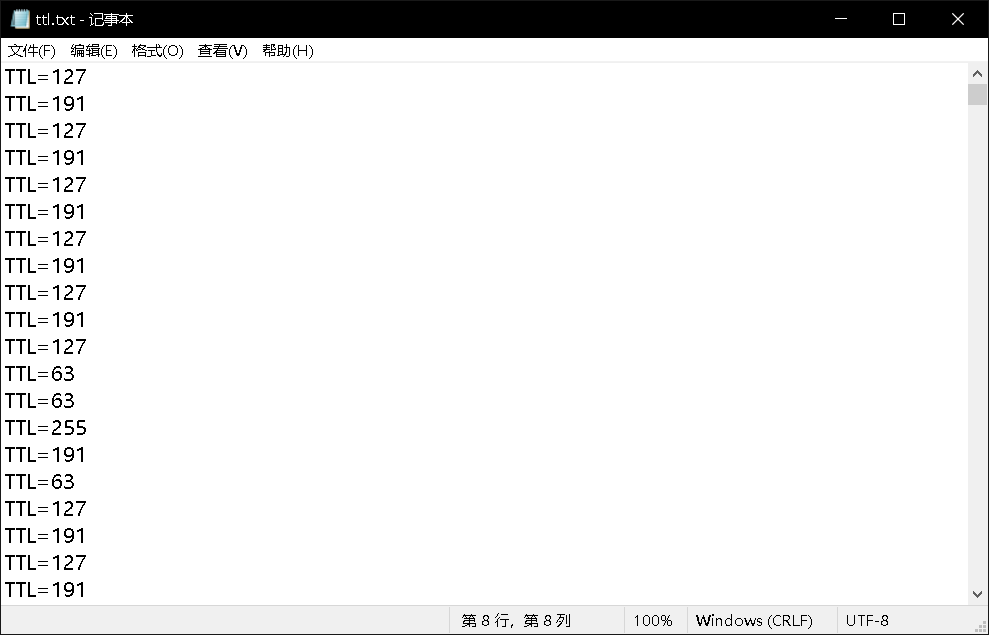 ttl.txt - 记事本
文件(F) 编辑(E) 格式(O) 查看(V) 帮助(H)
TTL=127
TTL=191
TTL=127
TTL=191
TTL=127
TTL=191
TTL=127
TTL=191
TTL=127
TTL=191
TTL=127
TTL=63
TTL=63
TTL=255
TTL=191
TTL=63
TTL=127
TTL=191
TTL=127
TTL=191
第 8 行，第 8 列 100% Windows (CRLF) UTF-8